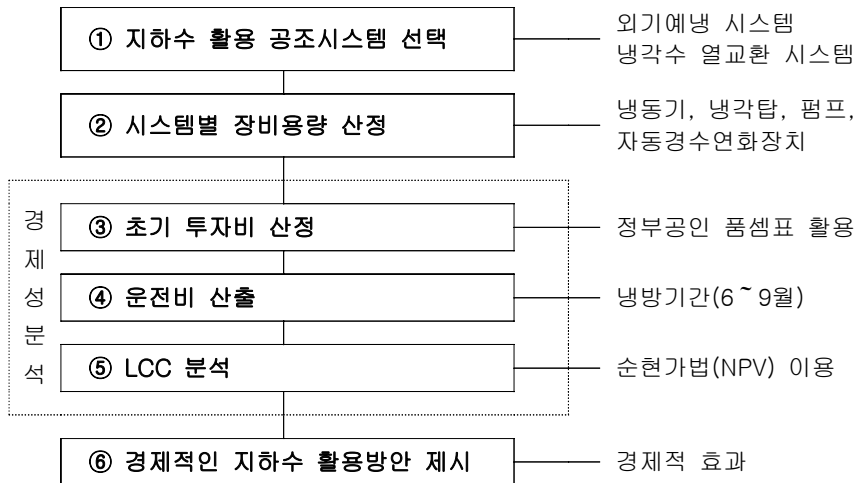 ① 지하수 활용 공조시스템 선택
외기예냉 시스템
냉각수 열교환 시스템
② 시스템별 장비용량 산정
냉동기, 냉각탑, 펌프,
자동경수연화장치
경제성분석
③ 초기 투자비 산정
정부공인 품셈표 활용
④ 운전비 산출
냉방기간(6~9월)
⑤ LCC 분석
순현가법(NPV) 이용
⑥ 경제적인 지하수 활용방안 제시
경제적 효과